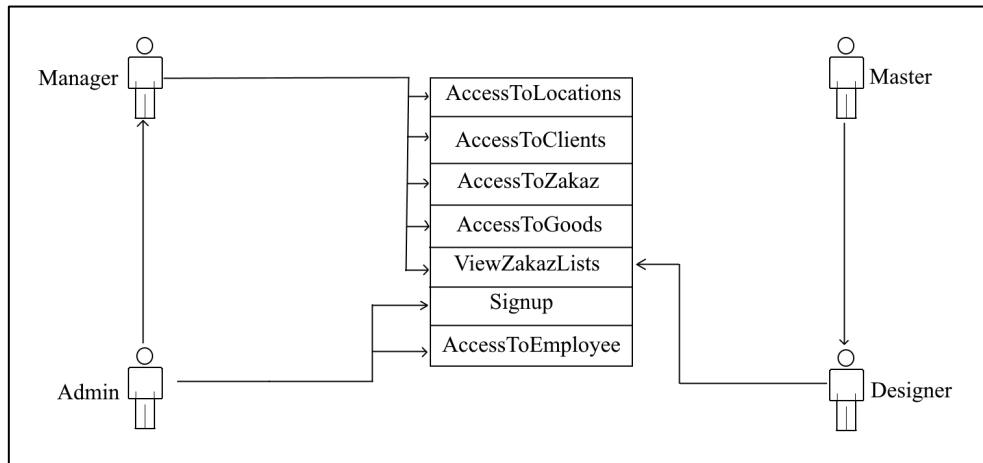 Manager
Master
AccessToLocations
AccessToClients
AccessToZakaz
AccessToGoods
ViewZakazLists
Signup
AccessToEmployee
Admin
Designer